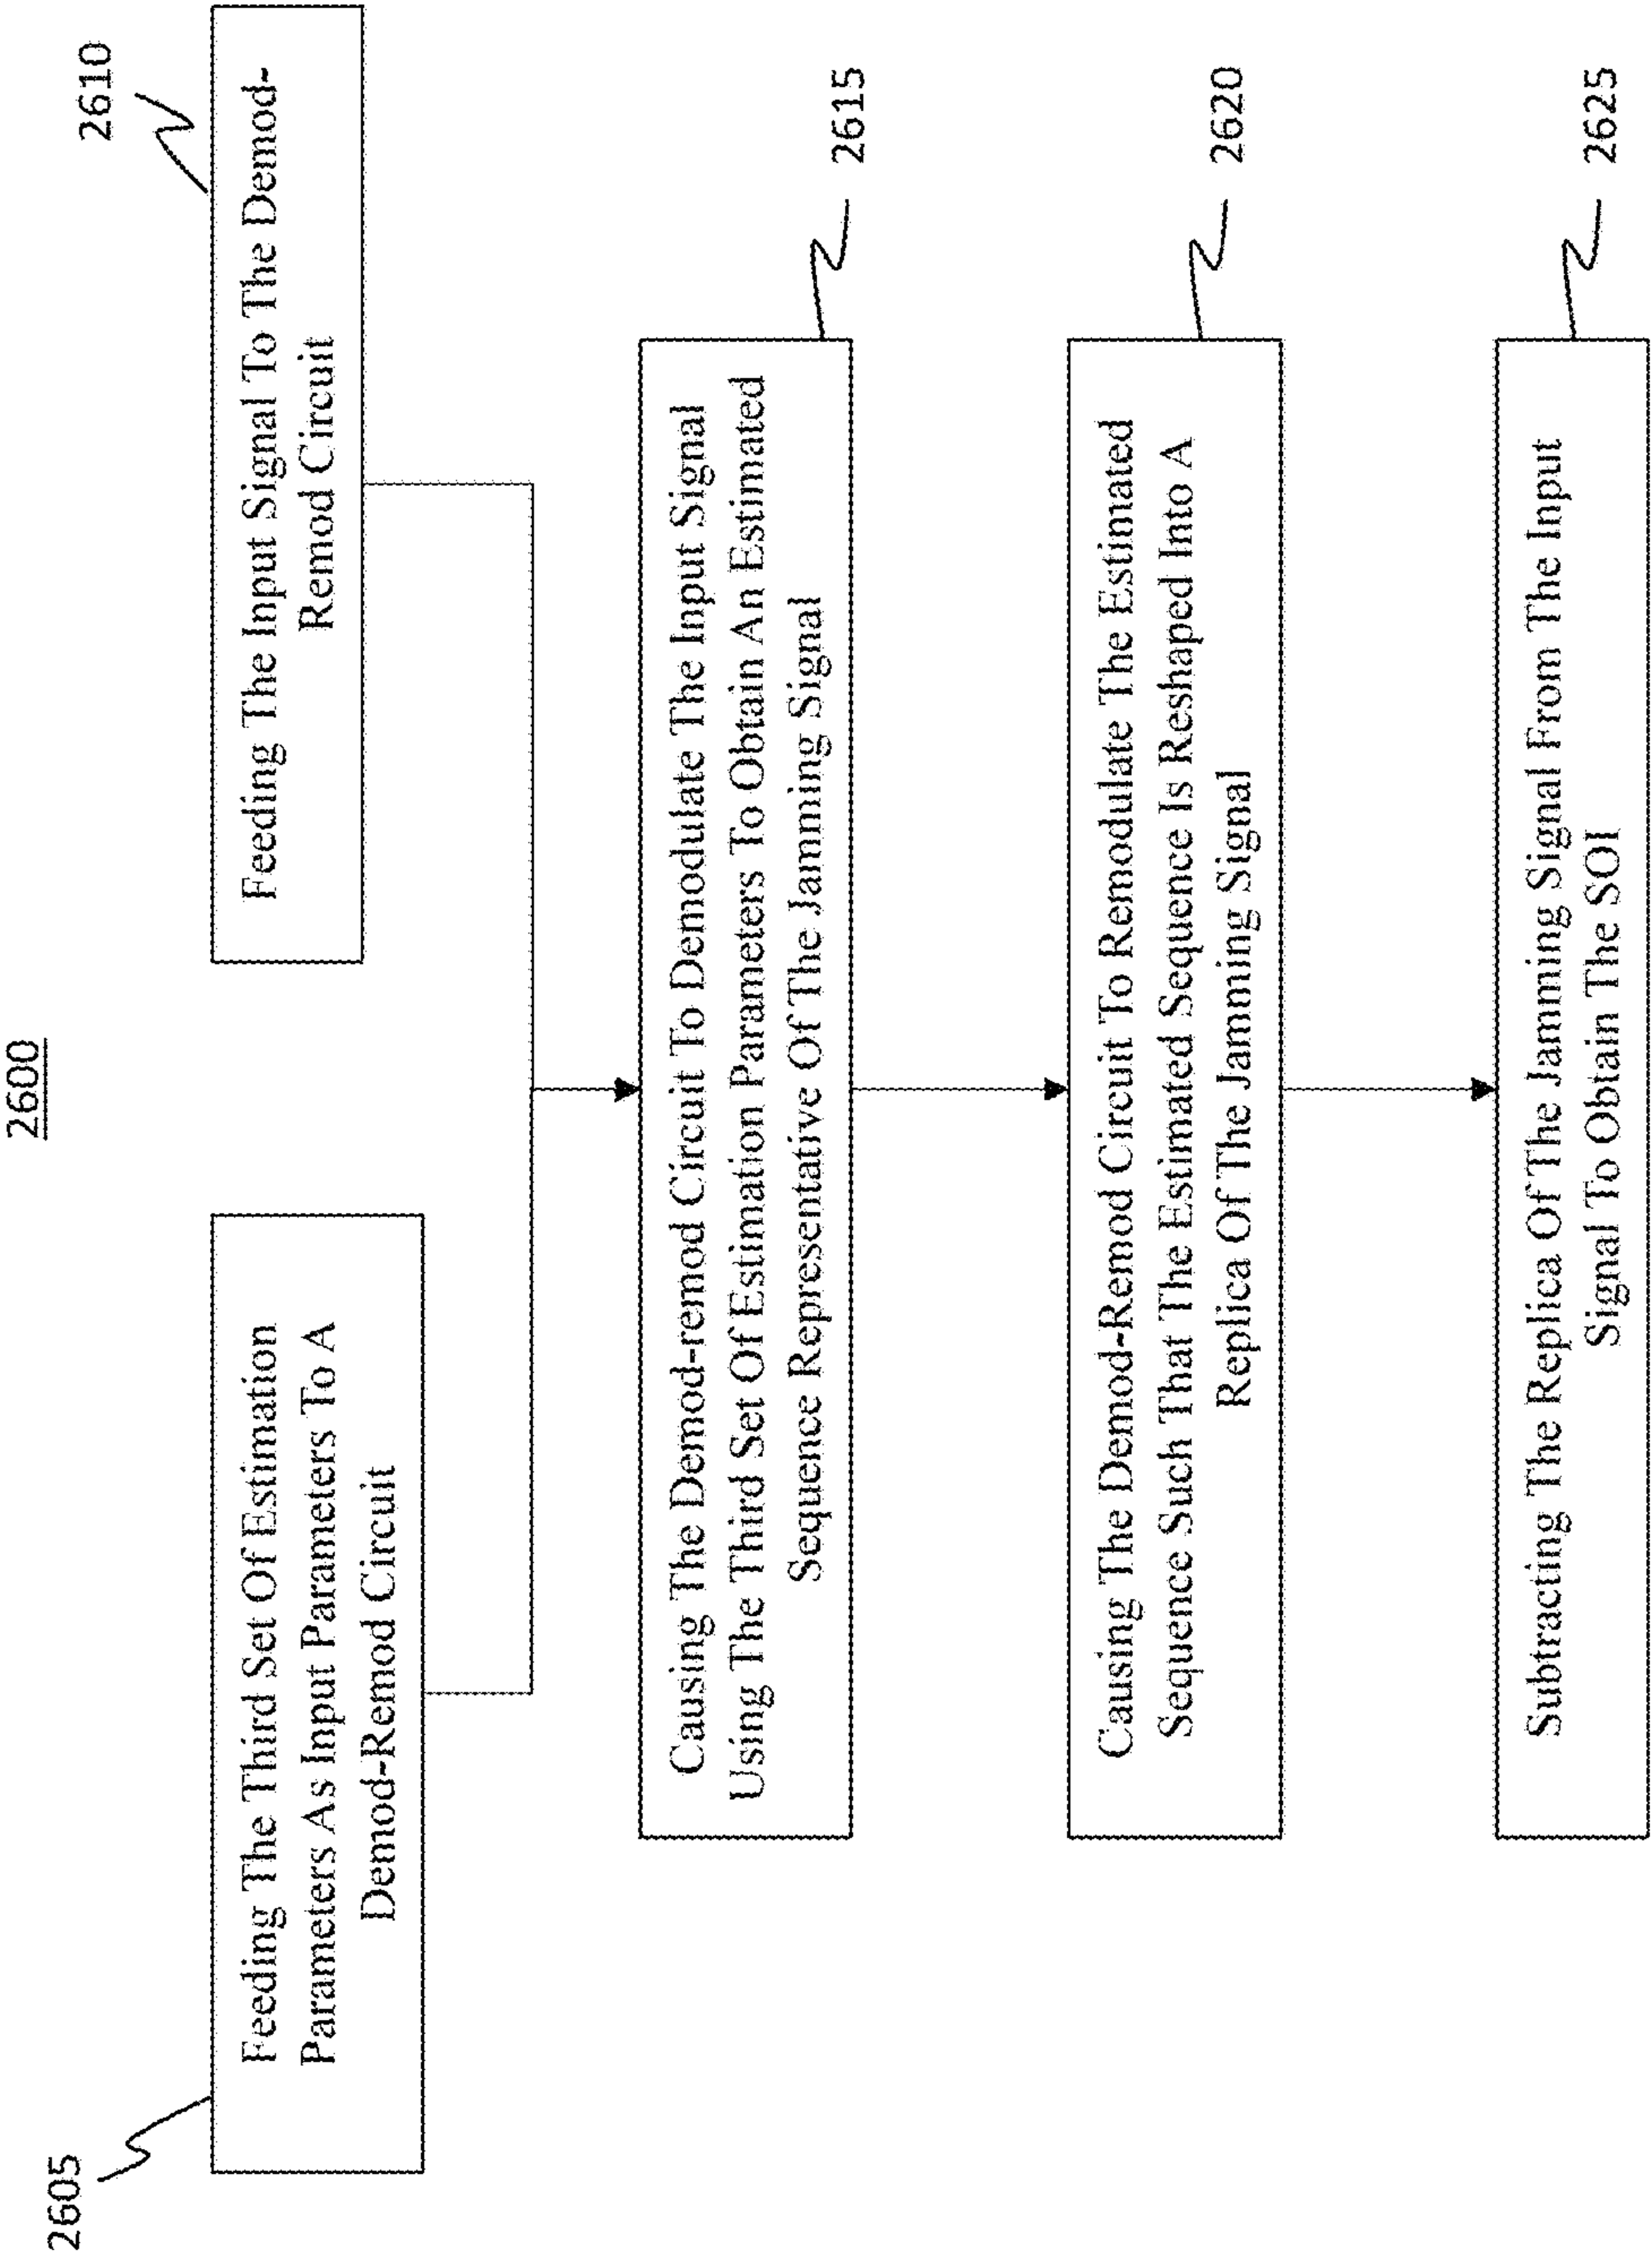 2600
2605
Feeding The Third Set Of Estimation
Parameters As Input Parameters To A
Demod-Remod Circuit
2610
Feeding The Input Signal To The Demod-
Remod Circuit
Causing The Demod-remod Circuit To Demodulate The Input Signal
Using The Third Set Of Estimation Parameters To Obtain An Estimated
Sequence Representative Of The Jamming Signal
2615
Causing The Demod-Remod Circuit To Remodulate The Estimated
Sequence Such That The Estimated Sequence Is Reshaped Into A
Replica Of The Jamming Signal
2620
Subtracting The Replica Of The Jamming Signal From The Input
Signal To Obtain The SOI
2625